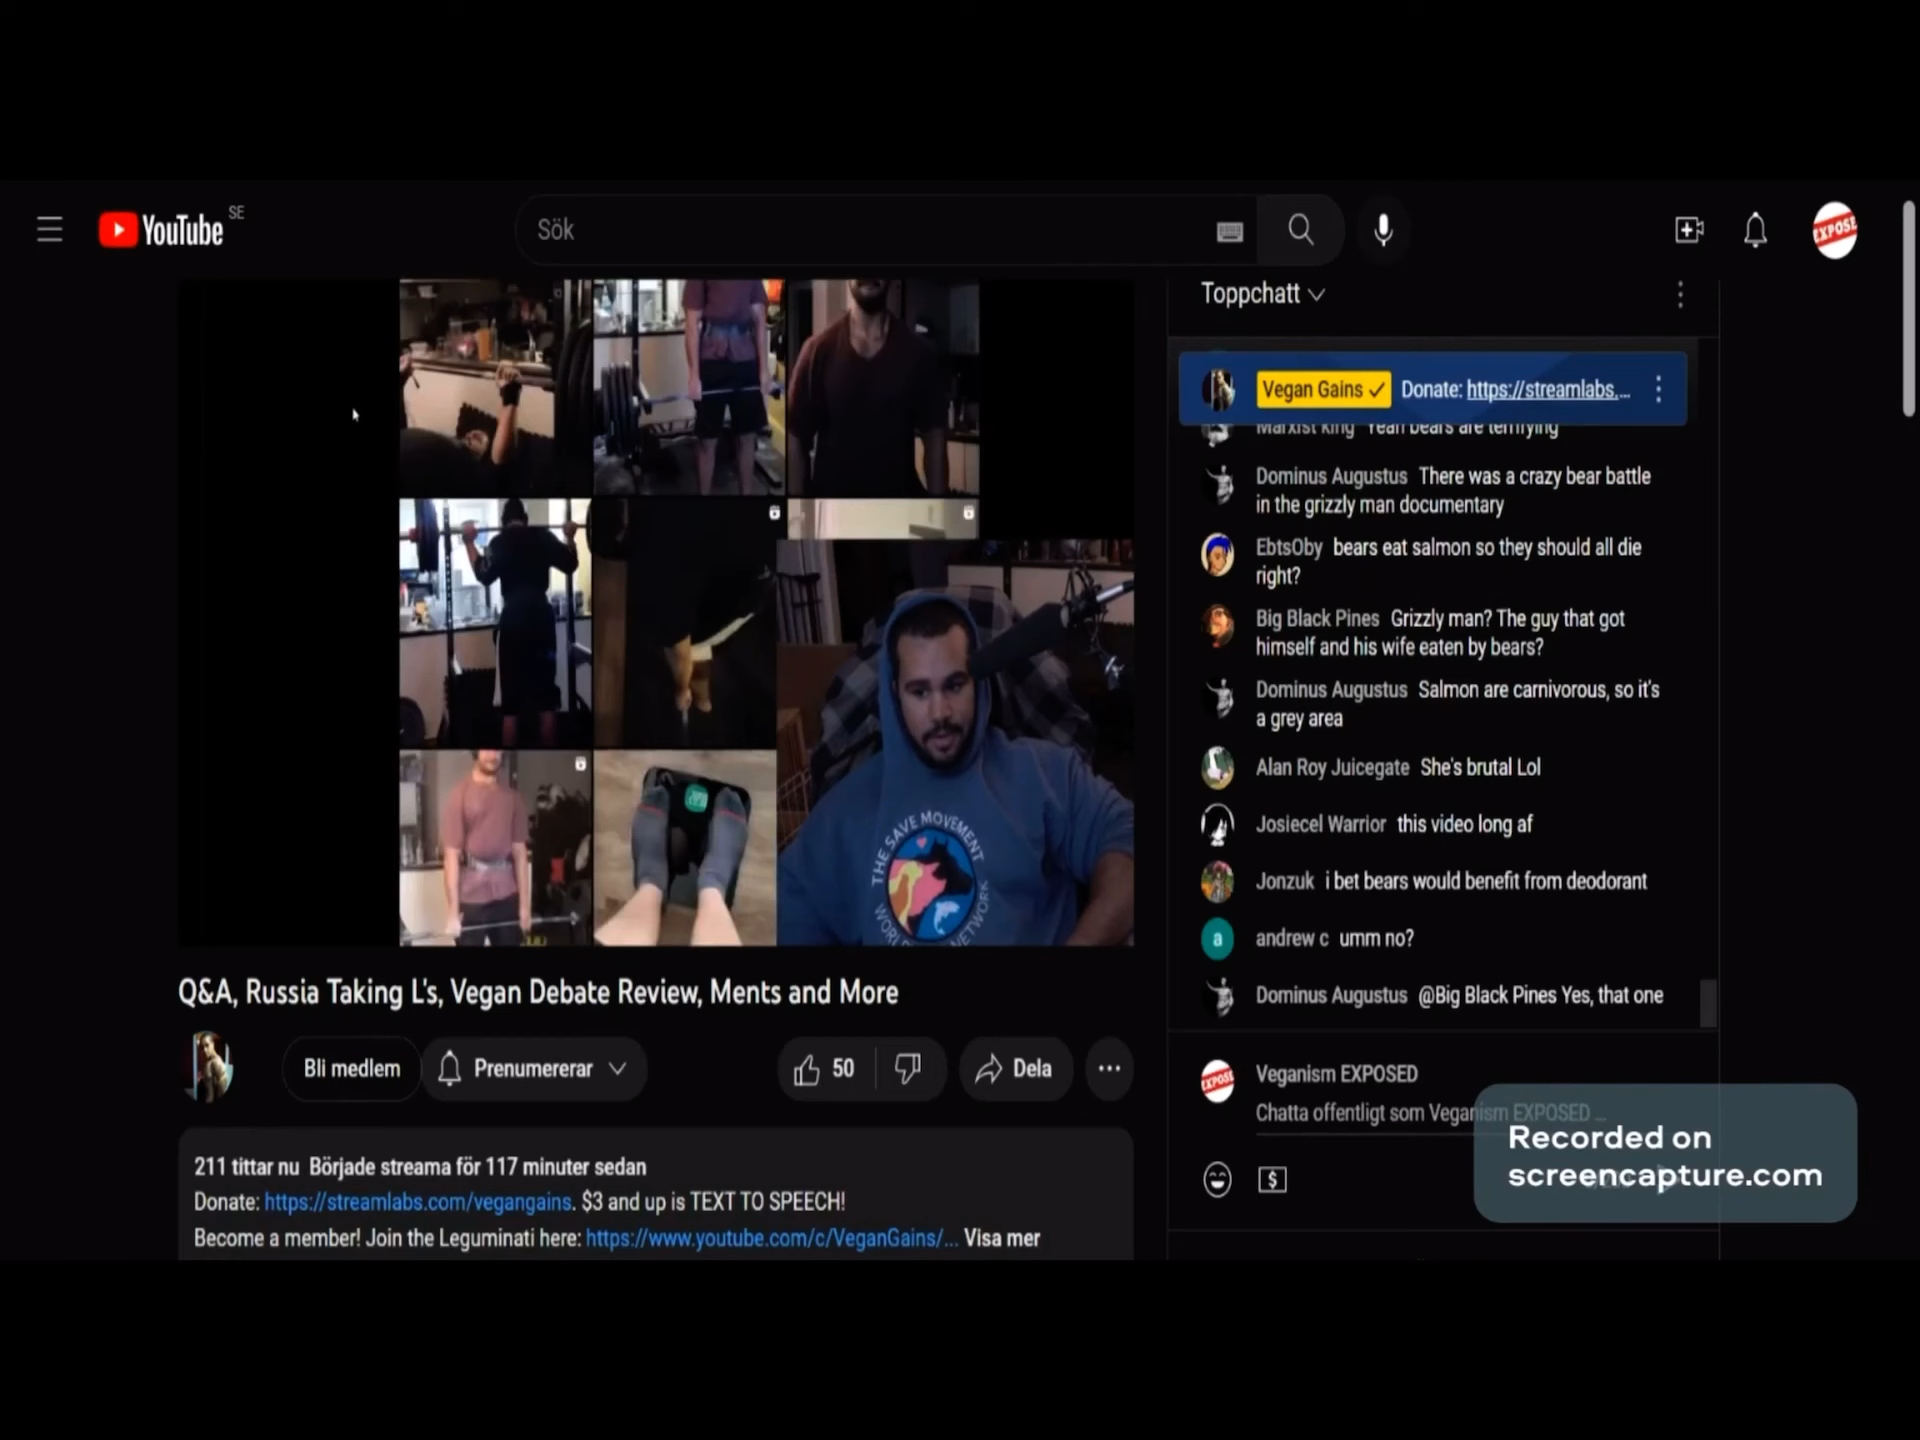 YouTube SE
Sök
EXPOSE
Toppchatt
Vegan Gains Donate: https://streamlabs....
Marxist King Yeah bears are terrifying
Dominus Augustus There was a crazy bear battle
in the grizzly man documentary
EbtsOby bears eat salmon so they should all die
right?
Big Black Pines Grizzly man? The guy that got
himself and his wife eaten by bears?
Dominus Augustus Salmon are carnivorous, so it's
a grey area
Alan Roy Juicegate She's brutal Lol
Josiecel Warrior this video long af
Jonzuk i bet bears would benefit from deodorant
a andrew c umm no?
Dominus Augustus @Big Black Pines Yes, that one
EXPOSE Veganism EXPOSED
Chatta offentligt som Veganism EXPOSED ...
Recorded on
screencapture.com
THE SAVE MOVEMENT
NETWORK
Q&A, Russia Taking L's, Vegan Debate Review, Ments and More
Bli medlem
Prenumererar
50
Dela
211 tittar nu Började streama för 117 minuter sedan
Donate: https://streamlabs.com/vegangains. $3 and up is TEXT TO SPEECH!
Become a member! Join the Leguminati here: https://www.youtube.com/c/VeganGains/... Visa mer